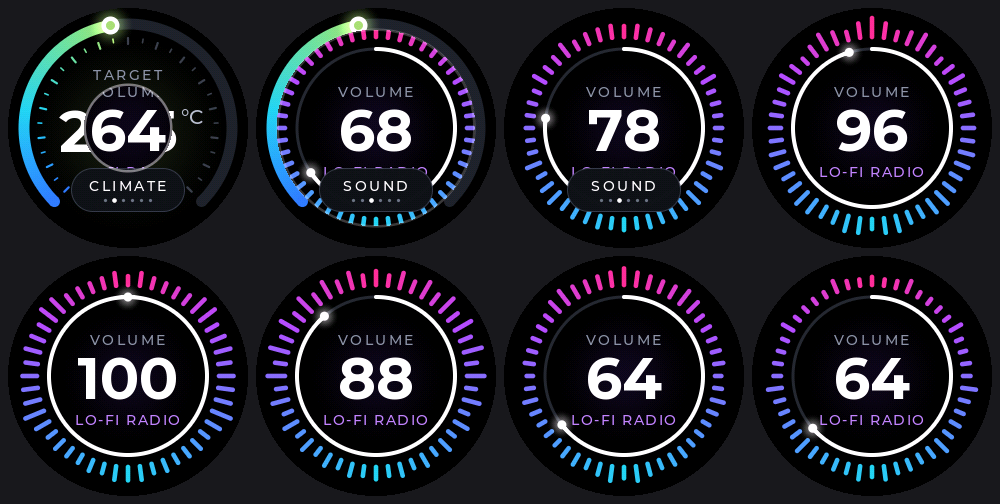 TARGET
°C
CLIMATE
VOLUME
68
SOUND
VOLUME
78
SOUND
VOLUME
96
LO-FI RADIO
VOLUME
100
LO-FI RADIO
VOLUME
88
LO-FI RADIO
VOLUME
64
LO-FI RADIO
VOLUME
64
LO-FI RADIO